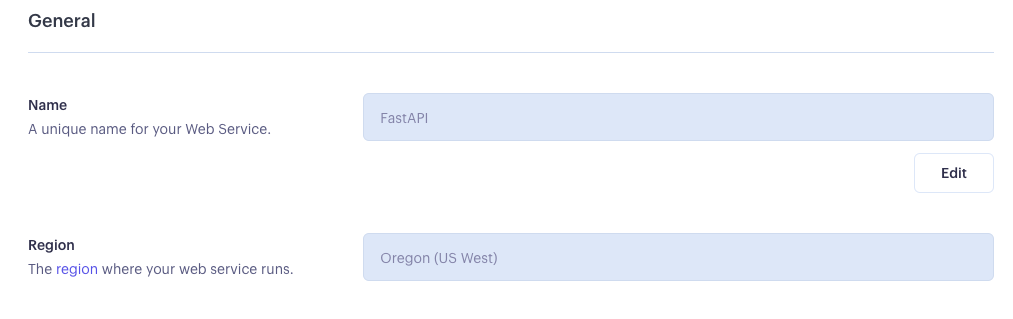 General
Name
A unique name for your Web Service.
FastAPI
Edit
Region
The region where your web service runs.
Oregon (US West)